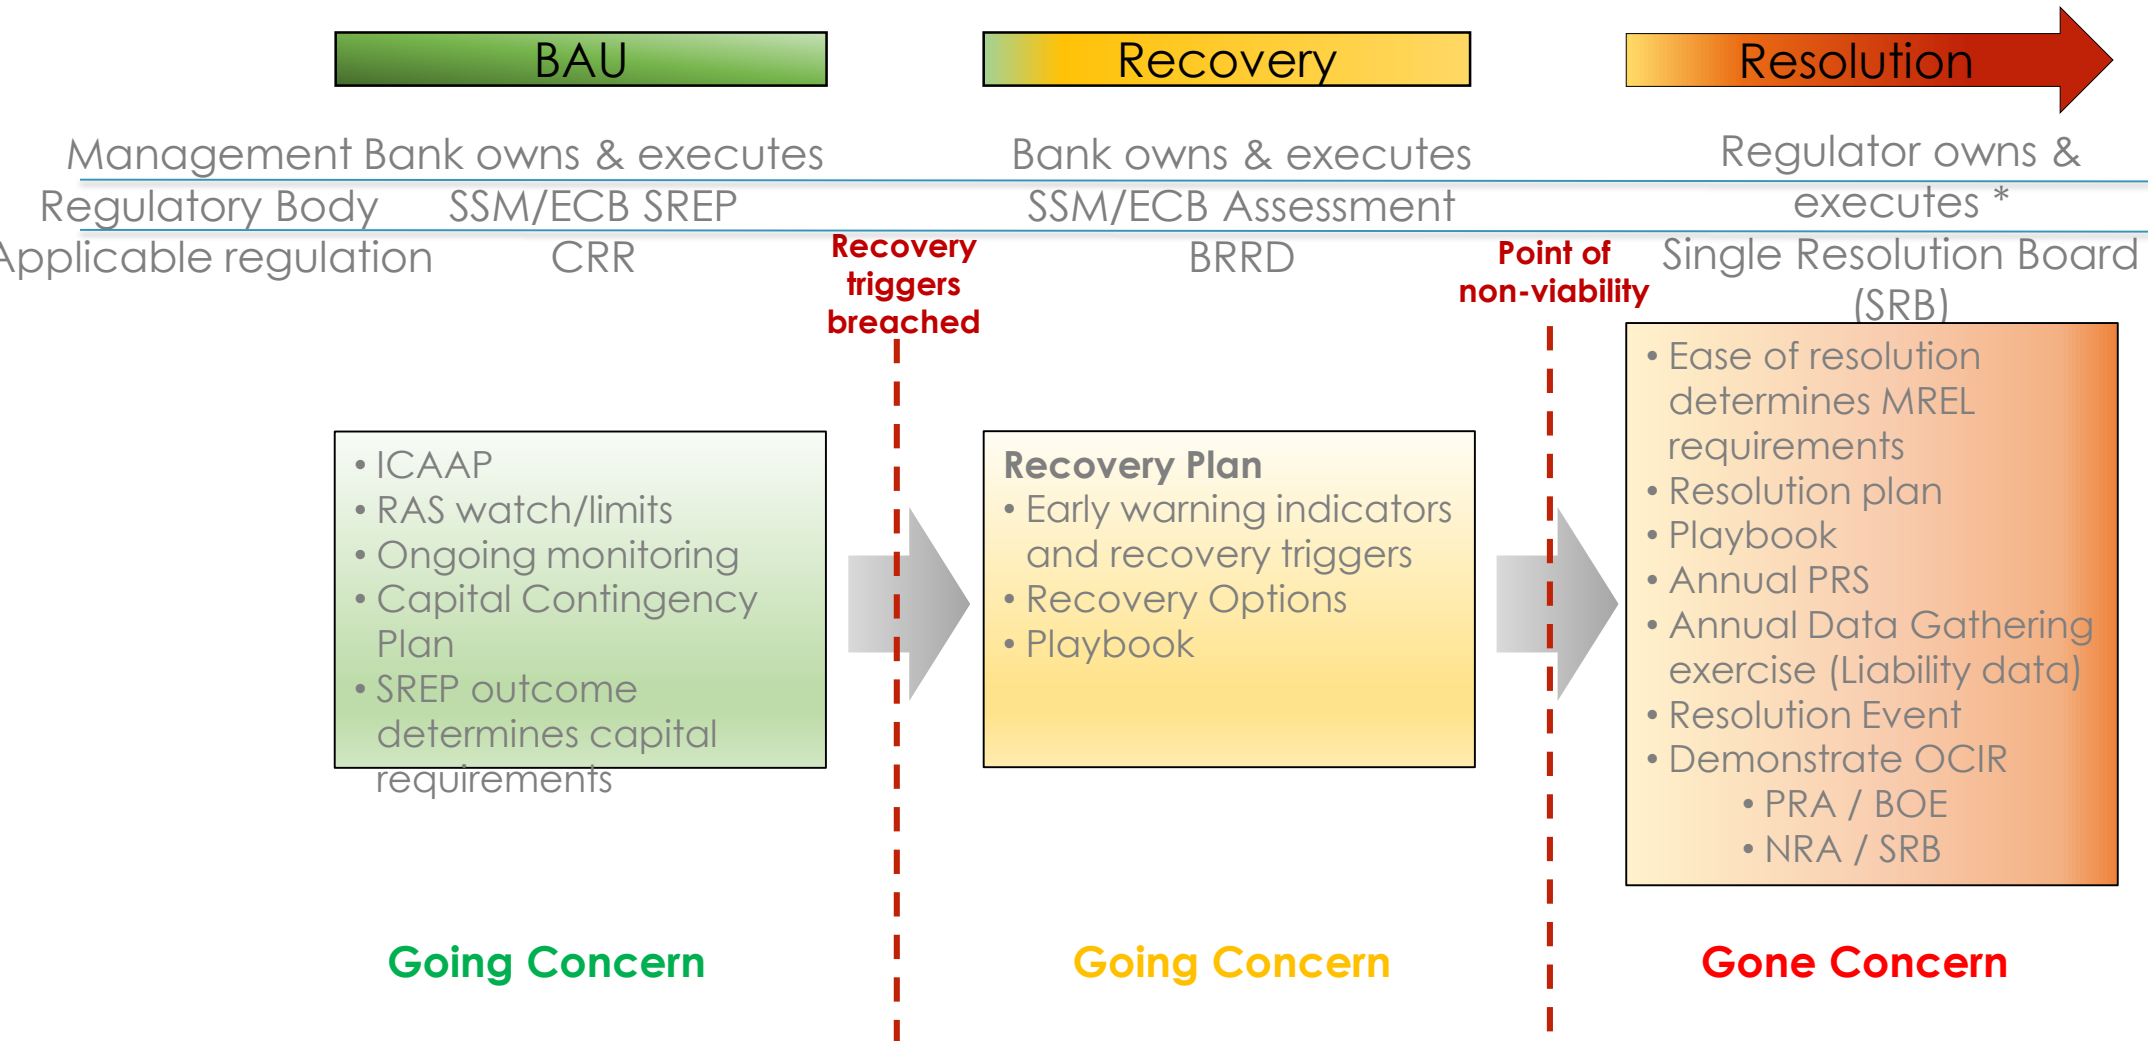 BAU
Recovery
Resolution
Management Bank owns & executes
Bank owns & executes
Regulator owns &
executes *
Regulatory Body
SSM/ECB SREP
SSM/ECB Assessment
Applicable regulation
CRR
BRRD
Single Resolution Board
(SRB)
Recovery
triggers
breached
Point of
non-viability
• ICAAP
• RAS watch/limits
• Ongoing monitoring
• Capital Contingency
Plan
• SREP outcome
determines capital
requirements
Recovery Plan
• Early warning indicators
and recovery triggers
• Recovery Options
• Playbook
• Ease of resolution
determines MREL
requirements
• Resolution plan
• Playbook
• Annual PRS
• Annual Data Gathering
exercise (Liability data)
• Resolution Event
• Demonstrate OCIR
• PRA / BOE
• NRA / SRB
Going Concern
Going Concern
Gone Concern